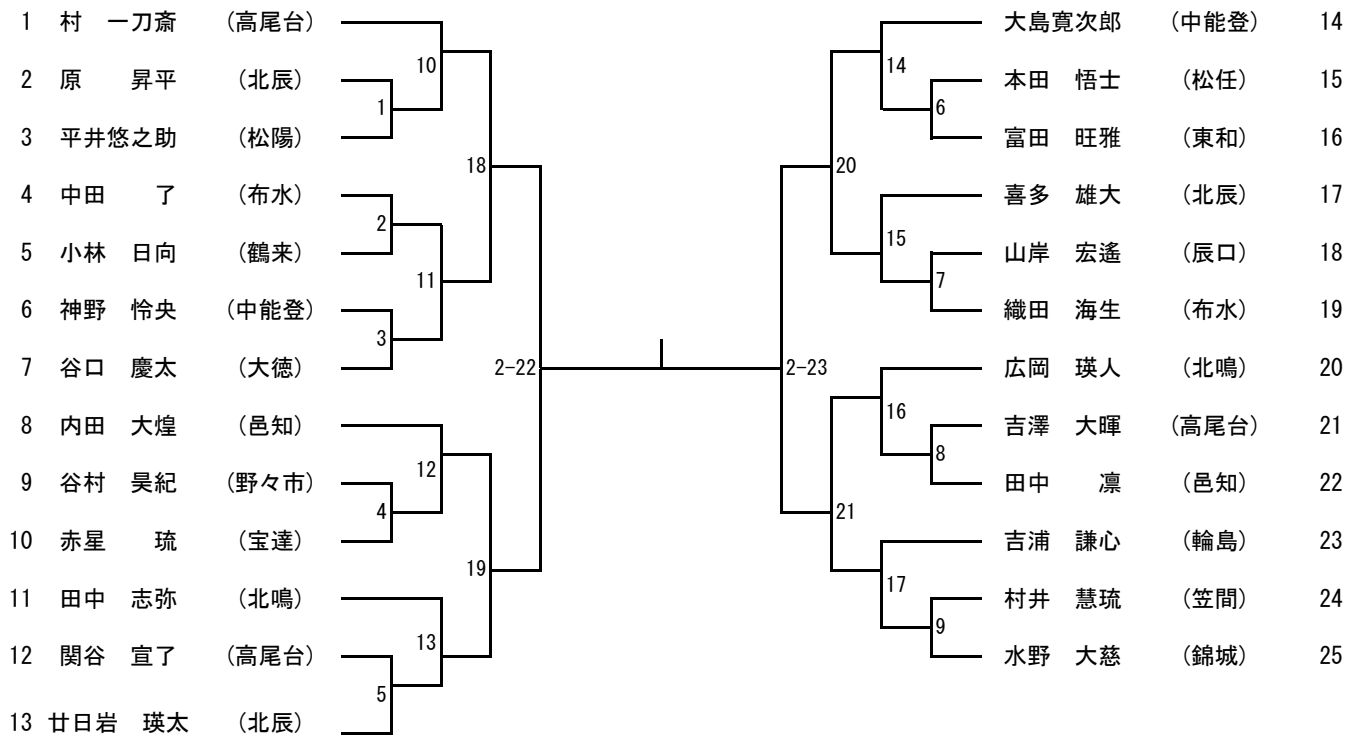 1 村　一刀斎 （高尾台）
2 原　　昇平 （北辰）
3 平井悠之助 （松陽）
4 中田　　了 （布水）
5 小林　日向 （鶴来）
6 神野　怜央 （中能登）
7 谷口　慶太 （大徳）
8 内田　大煌 （邑知）
9 谷村　昊紀 （野々市）
10 赤星　　琉 （宝達）
11 田中　志弥 （北鳴）
12 関谷　宣了 （高尾台）
13 廿日岩　瑛太 （北辰）
10
1
18
2
11
3
2-22
12
4
19
13
5
14
6
20
15
7
2-23
16
8
21
17
9
大島寛次郎 （中能登） 14
本田　悟士 （松任） 15
富田　旺雅 （東和） 16
喜多　雄大 （北辰） 17
山岸　宏遙 （辰口） 18
織田　海生 （布水） 19
広岡　瑛人 （北鳴） 20
吉澤　大暉 （高尾台） 21
田中　　凛 （邑知） 22
吉浦　謙心 （輪島） 23
村井　慧琉 （笠間） 24
水野　大慈 （錦城） 25